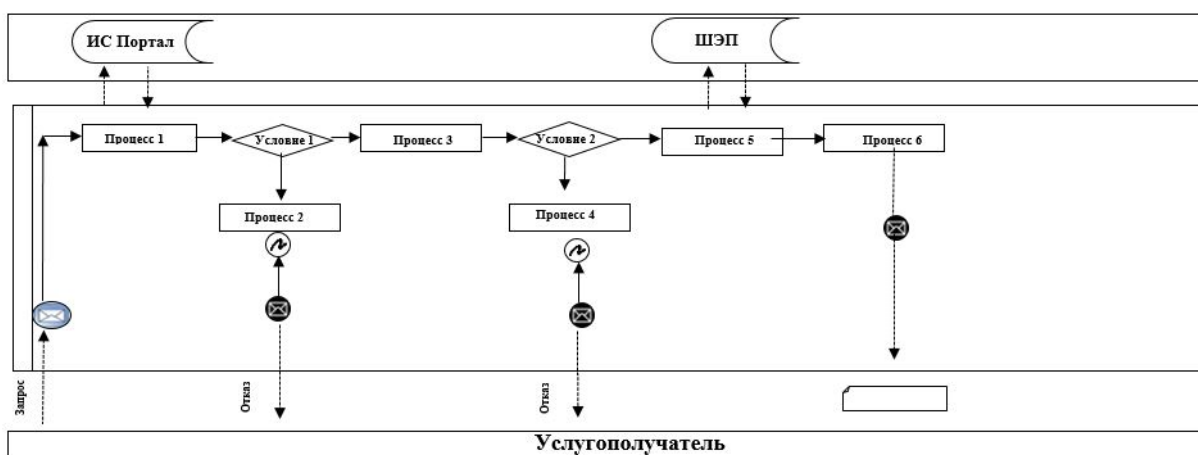 ИС Портал
ШЭП
Процесс 1
Условие 1
Процесс 3
Условие 2
Процесс 5
Процесс 6
Процесс 2
Процесс 4
Запрос
Отказ
Отказ
Услугополучатель